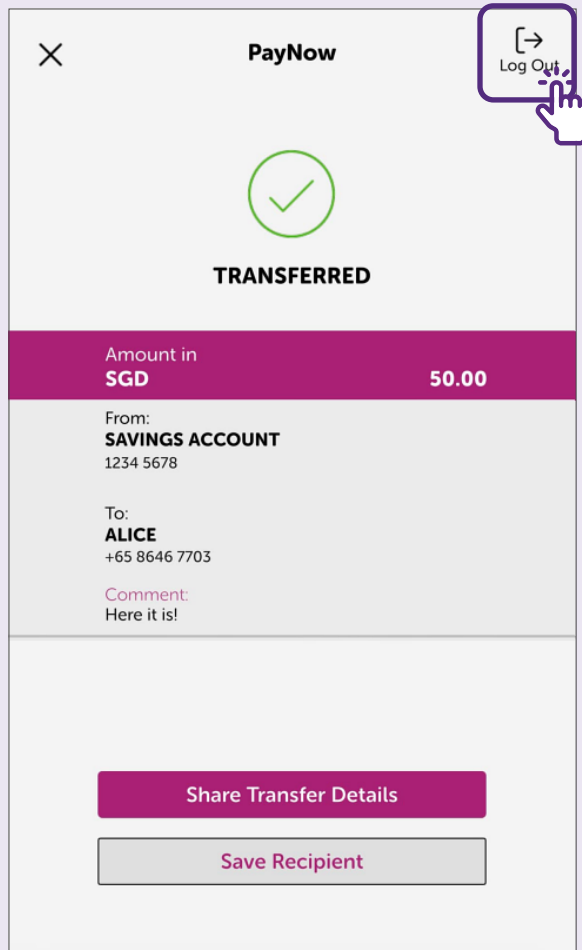 PayNow
Log Out
TRANSFERRED
Amount in
SGD 50.00
From:
SAVINGS ACCOUNT
1234 5678
To:
ALICE
+65 8646 7703
Comment:
Here it is!
Share Transfer Details
Save Recipient